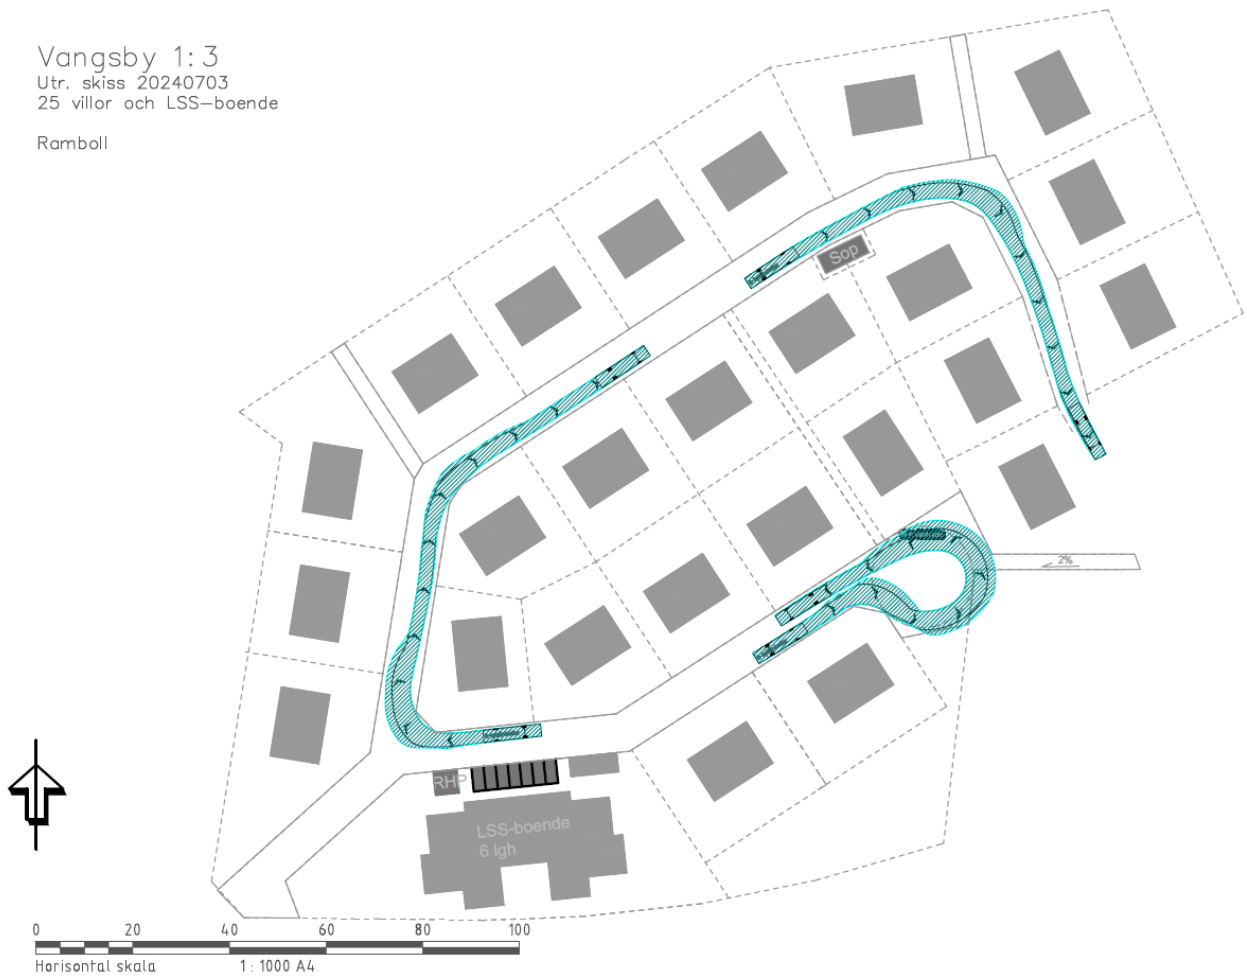 Vangsby 1:3
Utr. skiss 20240703
25 villor och LSS-boende
Ramboll
Sop
2%
RHP
LSS-boende
6 lgh
0 20 40 60 80 100
Horisontal skala 1:1000 A4